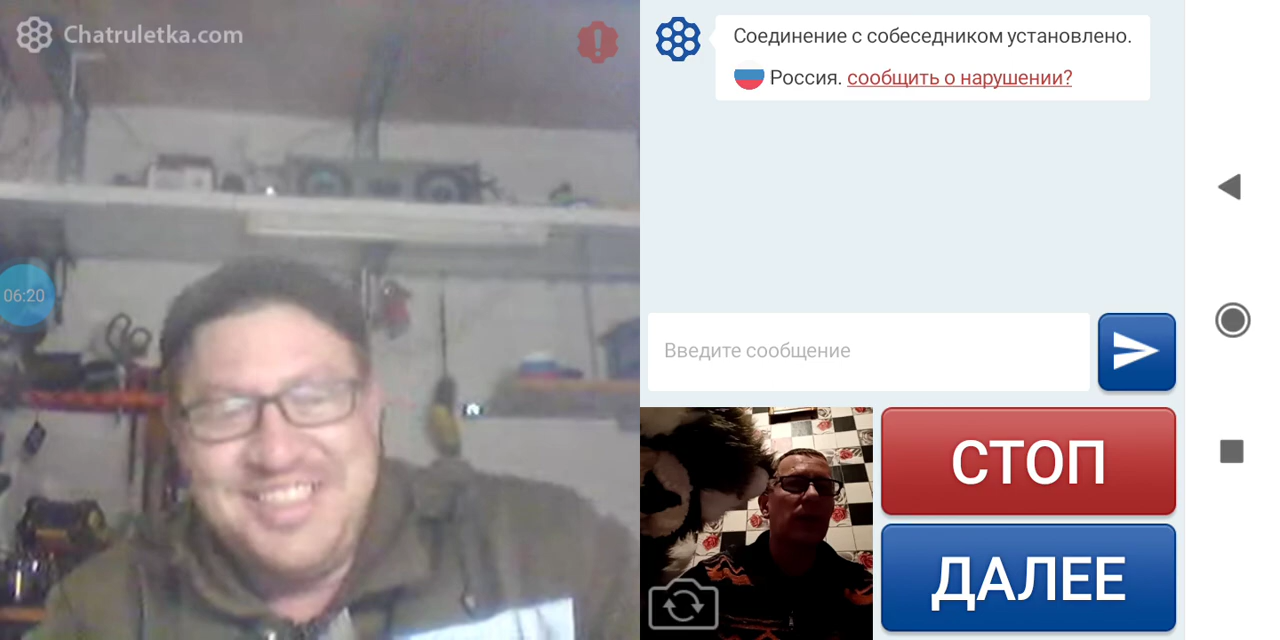 Chatruletka.com
06:20
Соединение с собеседником установлено.
Россия. сообщить о нарушении?
Введите сообщение
СТОП
ДАЛЕЕ